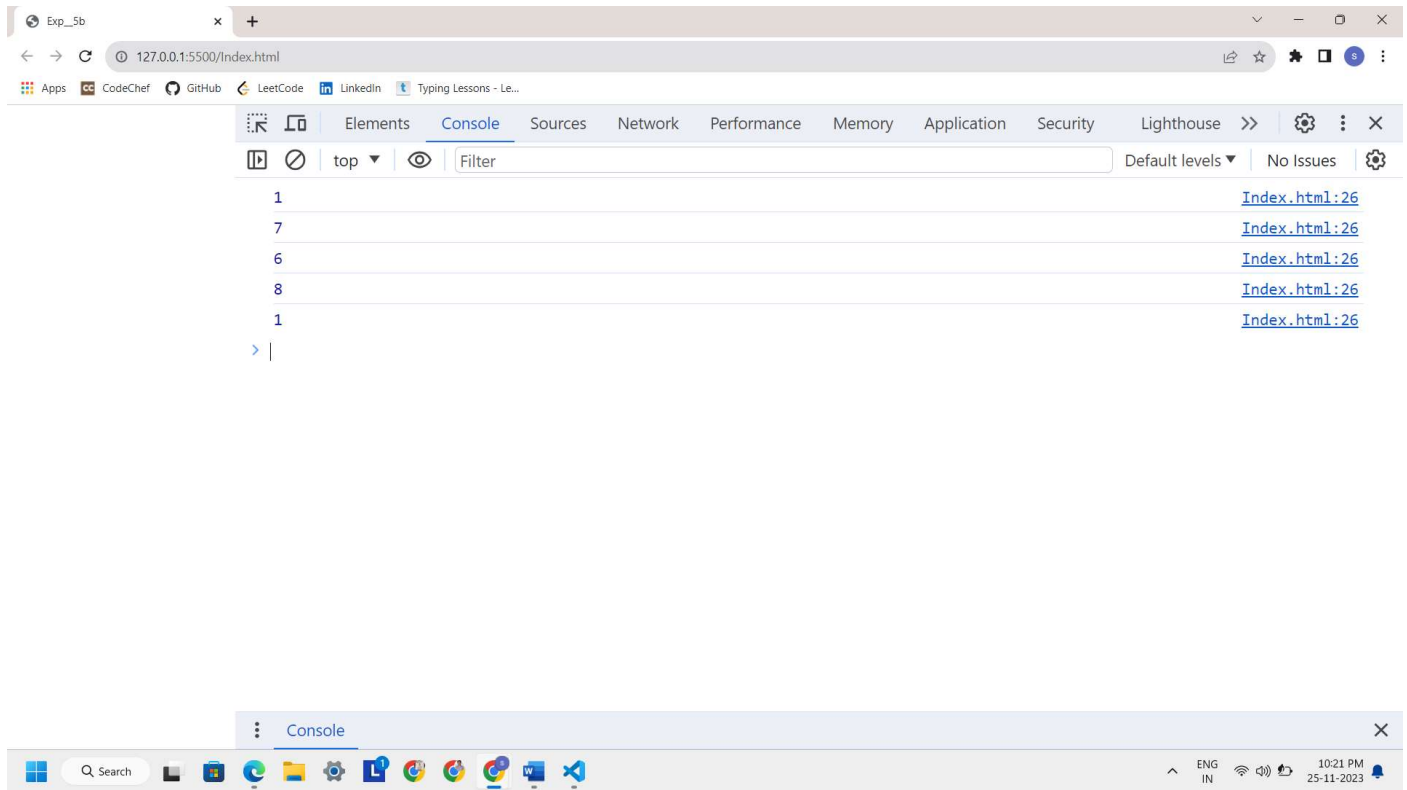 Exp__5b
127.0.0.1:5500/Index.html
S
Apps CC CodeChef GitHub LeetCode in LinkedIn t Typing Lessons - Le...
Elements Console Sources Network Performance Memory Application Security Lighthouse
top Filter Default levels No Issues
1 Index.html:26
7 Index.html:26
6 Index.html:26
8 Index.html:26
1 Index.html:26
>
Console
Search L 1 W ENG 10:21 PM
IN 25-11-2023